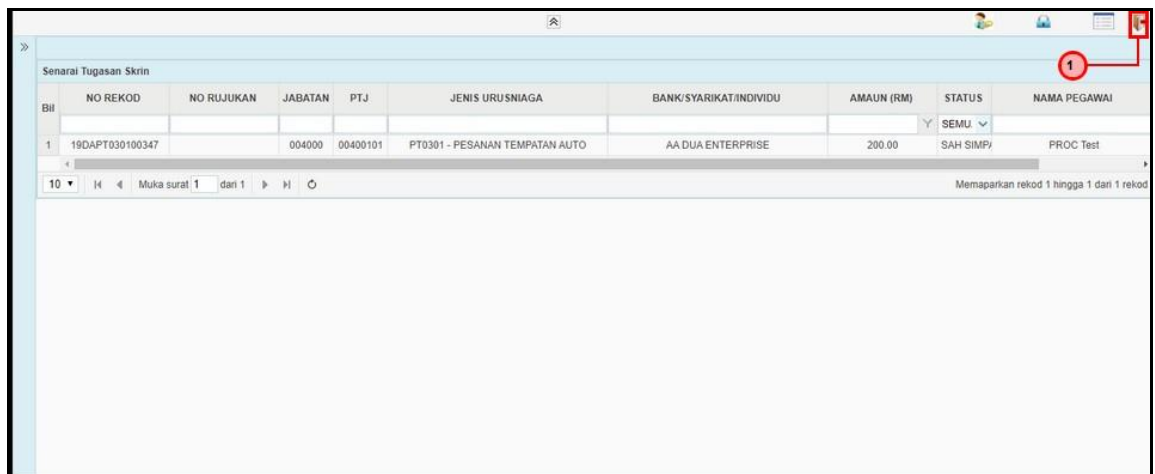 1
Senarai Tugasan Skrin
Bil NO REKOD NO RUJUKAN JABATAN PTJ JENIS URUSNIAGA BANK/SYARIKAT/INDIVIDU AMAUN (RM) STATUS NAMA PEGAWAI
SEMU
1 19DAPT030100347 004000 00400101 PT0301 - PESANAN TEMPATAN AUTO AA DUA ENTERPRISE 200.00 SAH SIMPA PROC Test
10 Muka surat 1 dari 1 Memaparkan rekod 1 hingga 1 dari 1 rekod